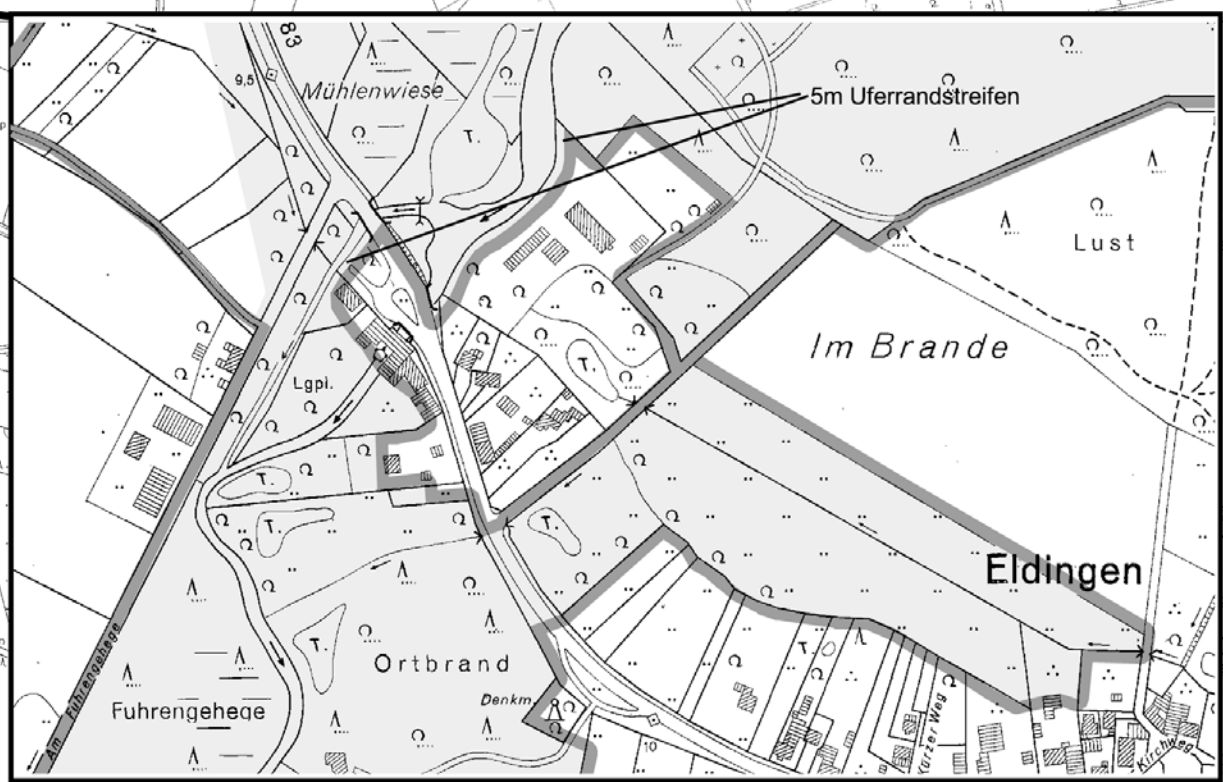 83
9,5
Mühlenwiese
5m Uferrandstreifen
T.
Lust
Im Brande
T.
Lgpl.
T.
T.
T.
Eldingen
T.
T.
Ortbrand
Denkm.
Fuhrengehege
Am Fuhrengehege
10
Kurzer Weg
Kirchweg